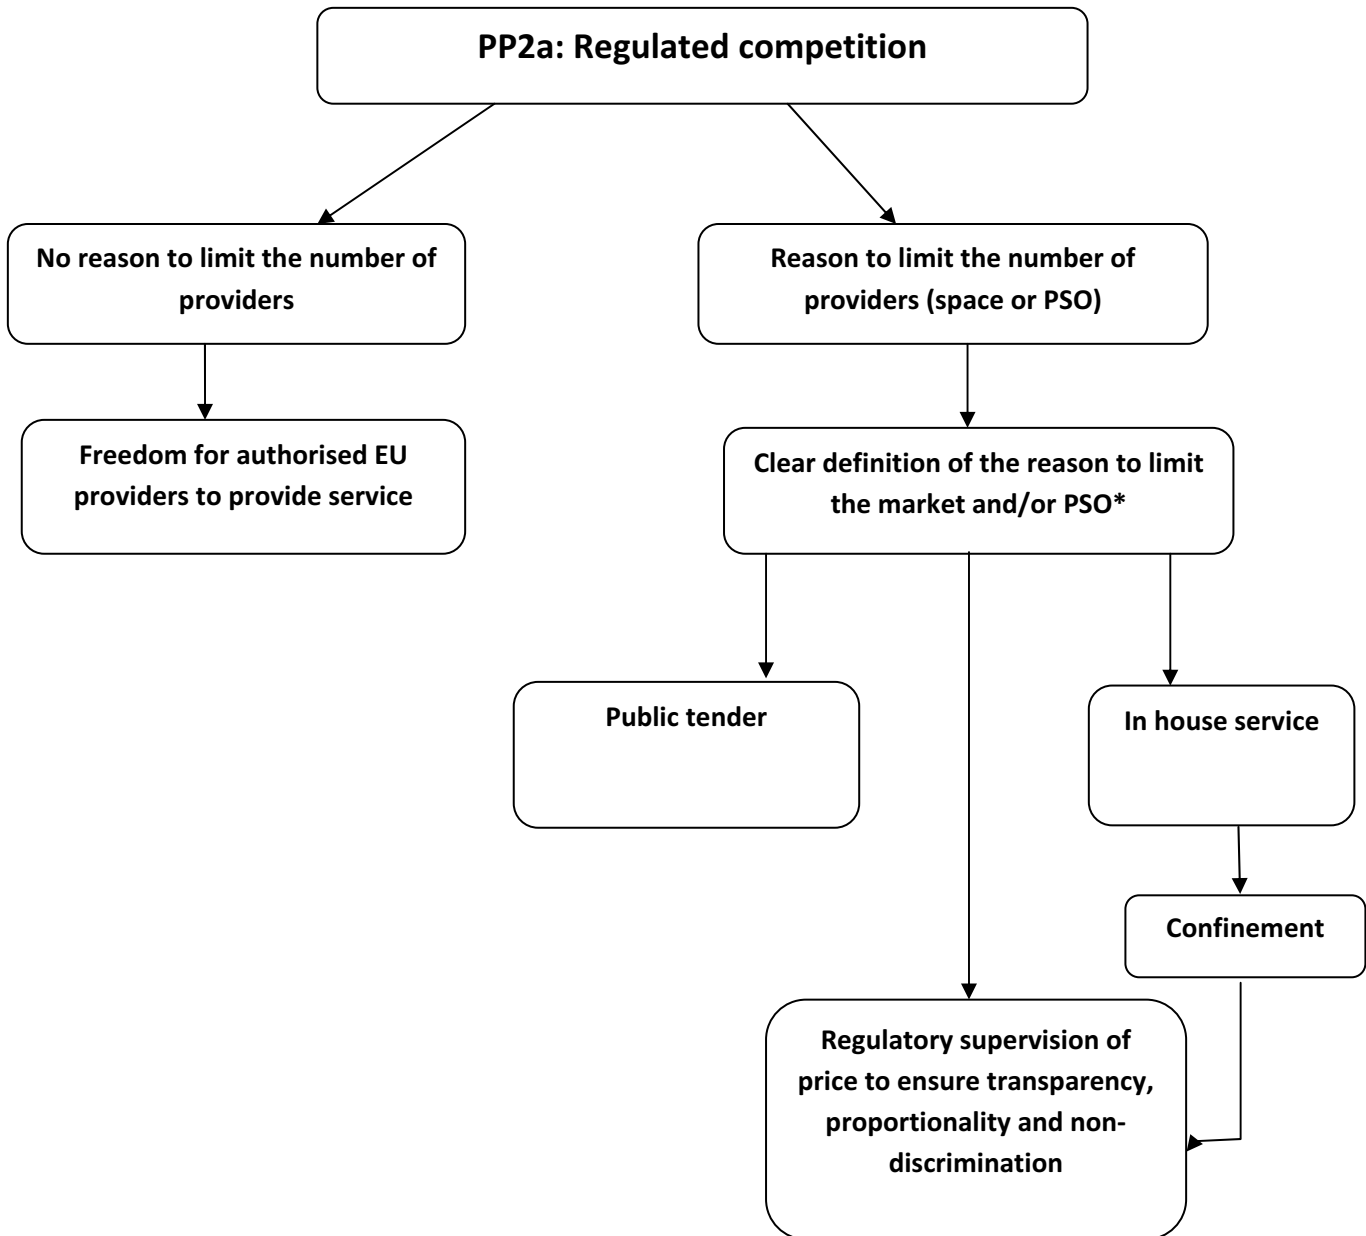 PP2a: Regulated competition
No reason to limit the number of
providers
Reason to limit the number of
providers (space or PSO)
Freedom for authorised EU
providers to provide service
Clear definition of the reason to limit
the market and/or PSO*
Public tender
In house service
Confinement
Regulatory supervision of
price to ensure transparency,
proportionality and non-
discrimination